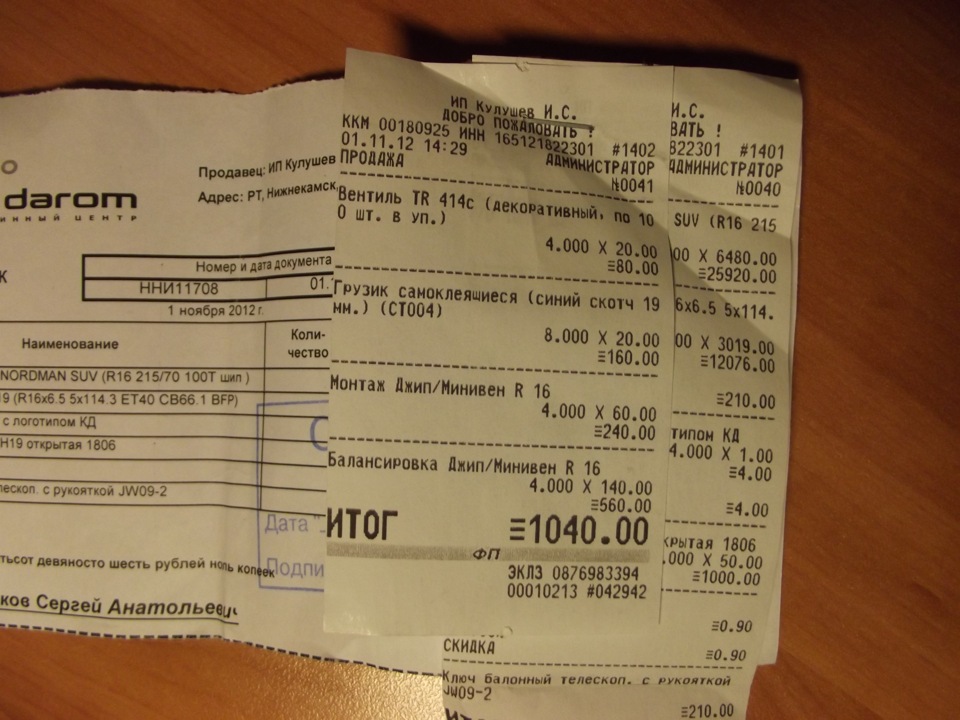 darom
ИННЫЙ ЦЕНТР
Продавец: ИП Кулушев
Адрес: РТ, Нижнекамск,
Номер и дата документа
ННИ11708
01.
1 ноября 2012 г.
Наименование
Коли-
чество
NORDMAN SUV (R16 215/70 100T шип )
19 (R16x6.5 5x114.3 ET40 CB66.1 BFP)
с логотипом КД
H19 открытая 1806
лескоп. с рукояткой JW09-2
Дата "
Подпи
тьсот девяносто шесть рублей ноль копеек
ков Сергей Анатольевич
ИП Кулушев И.С.
ДОБРО ПОЖАЛОВАТЬ !
ККМ 00180925 ИНН 165121822301 #1402
01.11.12 14:29 АДМИНИСТРАТОР
ПРОДАЖА №0041
Вентиль TR 414c (декоративный, по 10
0 шт. в уп.)
4.000 X 20.00
≡80.00
Грузик самоклеящиеся (синий скотч 19
мм.) (СТ004)
8.000 X 20.00
≡160.00
Монтаж Джип/Минивен R 16
4.000 X 60.00
≡240.00
Балансировка Джип/Минивен R 16
4.000 X 140.00
≡560.00
ИТОГ ≡1040.00
ФП
ЭКЛЗ 0876983394
00010213 #042942
И.С.
ВАТЬ !
822301 #1401
АДМИНИСТРАТОР
№0040
SUV (R16 215
00 X 6480.00
≡25920.00
6x6.5 5x114.
00 X 3019.00
≡12076.00
≡210.00
типом КД
4.000 X 1.00
≡4.00
≡4.00
крытая 1806
.000 X 50.00
≡1000.00
≡0.90
СКИДКА ≡0.90
Ключ балонный телескоп. с рукояткой
JW09-2
≡210.00